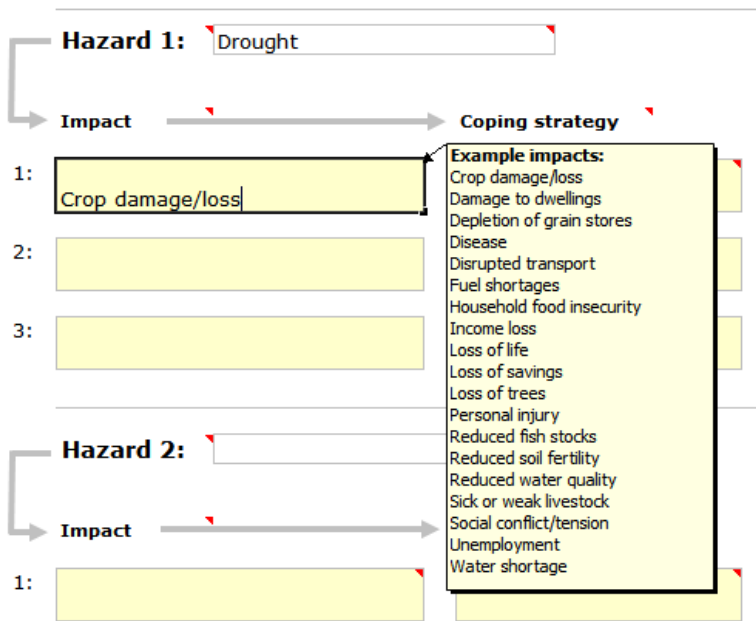 Hazard 1:
Drought
Impact
Coping strategy
1:
Crop damage/loss
2:
3:
Example impacts:
Crop damage/loss
Damage to dwellings
Depletion of grain stores
Disease
Disrupted transport
Fuel shortages
Household food insecurity
Income loss
Loss of life
Loss of savings
Loss of trees
Personal injury
Reduced fish stocks
Reduced soil fertility
Reduced water quality
Sick or weak livestock
Social conflict/tension
Unemployment
Water shortage
Hazard 2:
Impact
1: